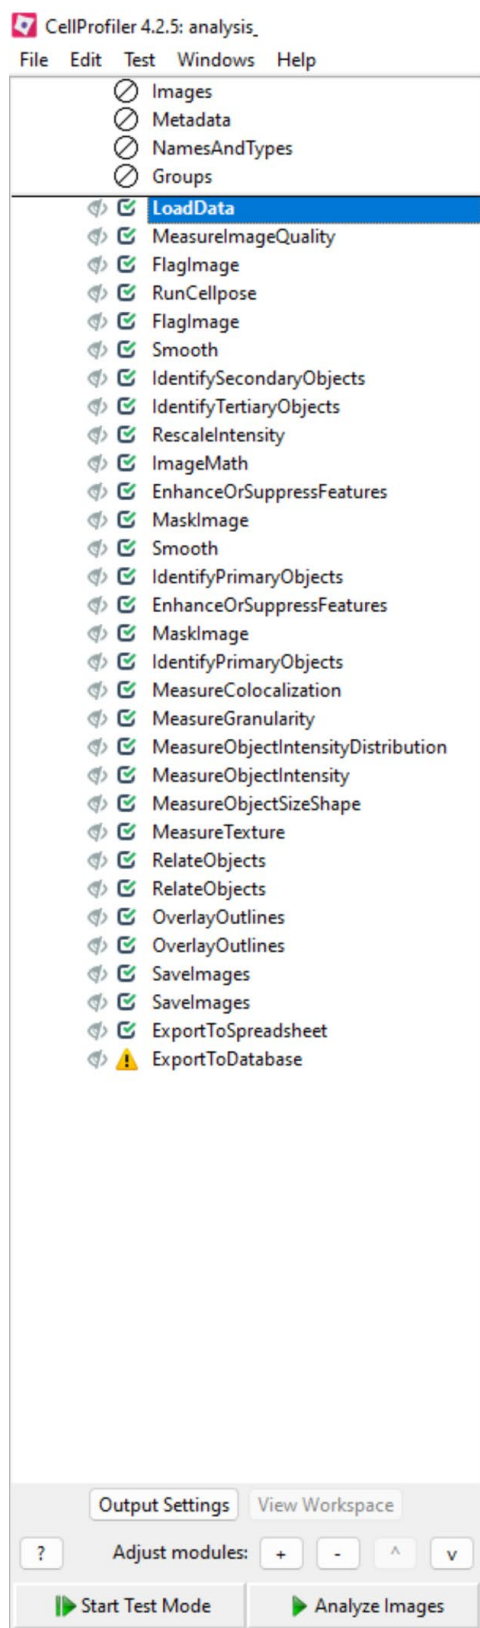 CellProfiler 4.2.5: analysis_
File Edit Test Windows Help
Images
Metadata
NamesAndTypes
Groups
LoadData
MeasureImageQuality
FlagImage
RunCellpose
FlagImage
Smooth
IdentifySecondaryObjects
IdentifyTertiaryObjects
RescaleIntensity
ImageMath
EnhanceOrSuppressFeatures
MaskImage
Smooth
IdentifyPrimaryObjects
EnhanceOrSuppressFeatures
MaskImage
IdentifyPrimaryObjects
MeasureColocalization
MeasureGranularity
MeasureObjectIntensityDistribution
MeasureObjectIntensity
MeasureObjectSizeShape
MeasureTexture
RelateObjects
RelateObjects
OverlayOutlines
OverlayOutlines
SaveImages
SaveImages
ExportToSpreadsheet
ExportToDatabase
Output Settings View Workspace
? Adjust modules: + - ^ v
Start Test Mode Analyze Images